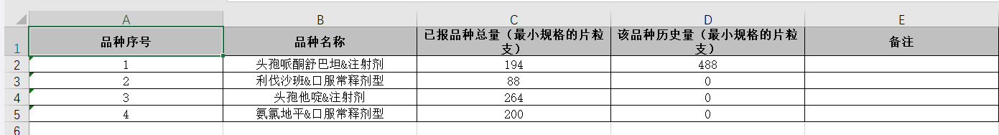 A B C D E
1 品种序号 品种名称 已报品种总量（最小规格的片粒支） 该品种历史量（最小规格的片粒支） 备注
2 1 头孢哌酮舒巴坦&注射剂 194 488
3 2 利伐沙班&口服常释剂型 88 0
4 3 头孢他啶&注射剂 264 0
5 4 氨氯地平&口服常释剂型 200 0
6